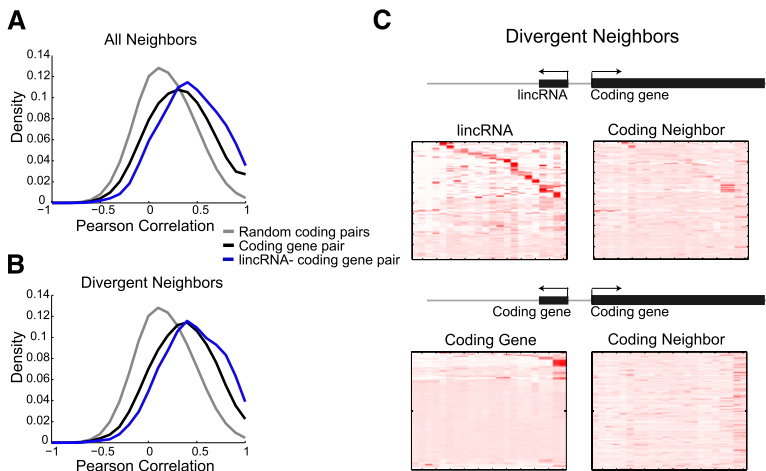 A
All Neighbors
0.14
0.12
0.1
0.08
0.06
0.04
0.02
0
Density
−1 −0.5 0 0.5 1
Pearson Correlation
Random coding pairs
Coding gene pair
lincRNA- coding gene pair
B
Divergent Neighbors
0.14
0.12
0.1
0.08
0.06
0.04
0.02
0
Density
−1 −0.5 0 0.5 1
Pearson Correlation
C
Divergent Neighbors
lincRNA Coding gene
lincRNA Coding Neighbor
Coding gene Coding gene
Coding Gene Coding Neighbor